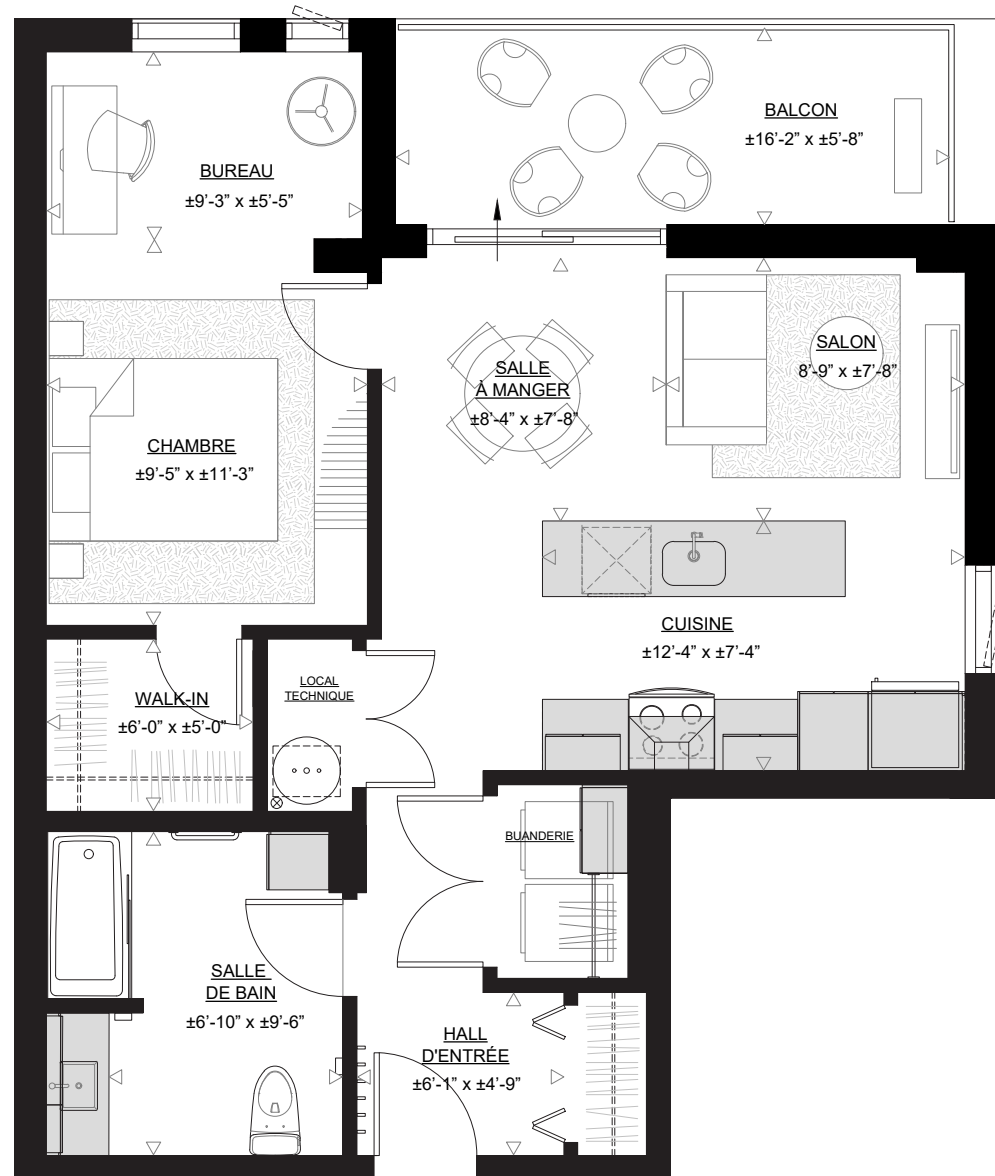 BALCON
±16'-2” x ±5'-8”
BUREAU
±9'-3” x ±5'-5”
SALON
8'-9” x ±7'-8”
SALLE
À MANGER
±8'-4” x ±7'-8”
CHAMBRE
±9'-5” x ±11'-3”
CUISINE
±12'-4” x ±7'-4”
LOCAL
TECHNIQUE
WALK-IN
±6'-0” x ±5'-0”
BUANDERIE
SALLE
DE BAIN
±6'-10” x ±9'-6”
HALL
D'ENTRÉE
±6'-1” x ±4'-9”